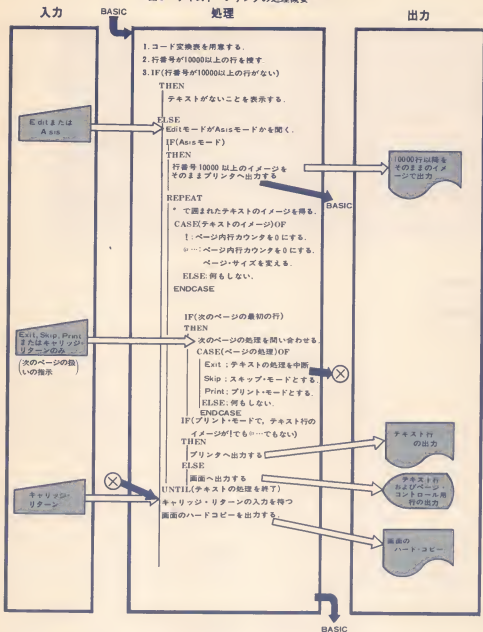 入力
BASIC
処理
出力
1.コード変換表を用意する.
2.行番号が10000以上の行を捜す
3.IF(行番号が10000以上の行がない)
THEN
テキストがないことを表示する.
ELSE
EditモードがAsisモードかを聞く.
IF(Asisモード)
THEN
行番号10000以上のイメージを
そのままプリンタへ出力する
REPEAT
" で囲まれたテキストのイメージを得る.
CASE(テキストのイメージ)OF
!:ページ内行カウンタを0にする.
…:ページ内行カウンタを0にする.
ページ・サイズを変える.
ELSE:何もしない.
ENDCASE
IF(次のページの最初の行)
THEN
次のページの処理を問い合わせる.
CASE(ページの処理)OF
Exit;テキストの処理を中断
Skip;スキップ・モードとする.
Print;プリント・モードとする.
ELSE:何もしない.
ENDCASE
IF(プリント・モードで,テキスト行の
イメージが!でも…でもない)
THEN
プリンタへ出力する
ELSE
画面へ出力する
UNTIL(テキストの処理を終了)
キャリッジ・リターンの入力を待つ
画面のハードコピーを出力する
Editまたは
Asis
Exit, Skip, Print
またはキャリッジ・
リターンのみ
(次のページの扱
いの指示)
キャリッジ・
リターン
10000行以降を
そのままのイメ
ージで出力
BASIC
テキスト行
の出力
テキスト行
およびページ・
コントロール用
行の出力
画面の
ハード・コピー
BASIC